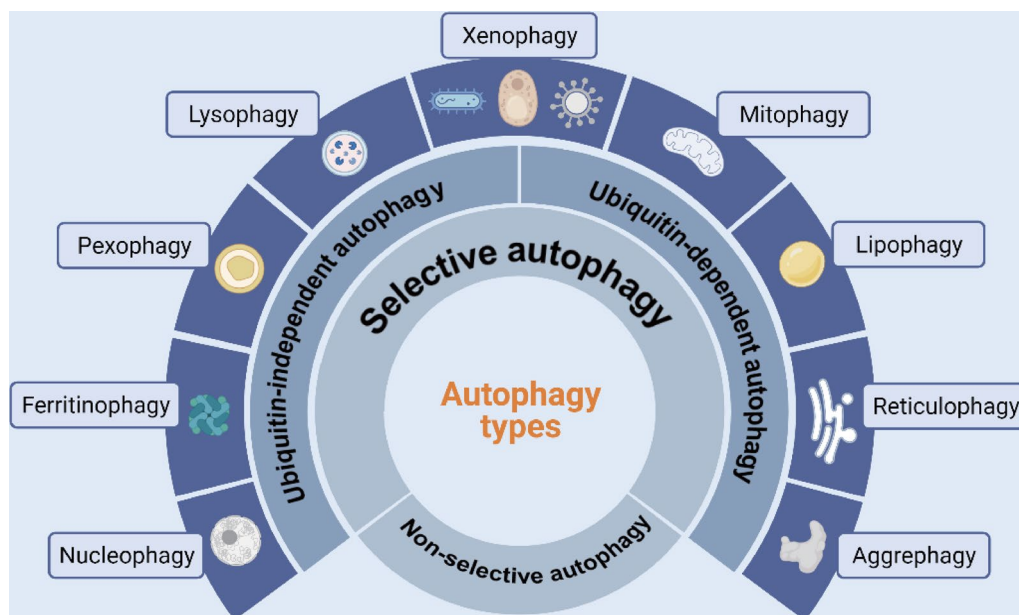 Xenophagy
Lysophagy
Mitophagy
Pexophagy
Lipophagy
Ferritinophagy
Reticulophagy
Nucleophagy
Aggrephagy
Ubiquitin-independent autophagy
Ubiquitin-dependent autophagy
Selective autophagy
Autophagy
types
Non-selective autophagy